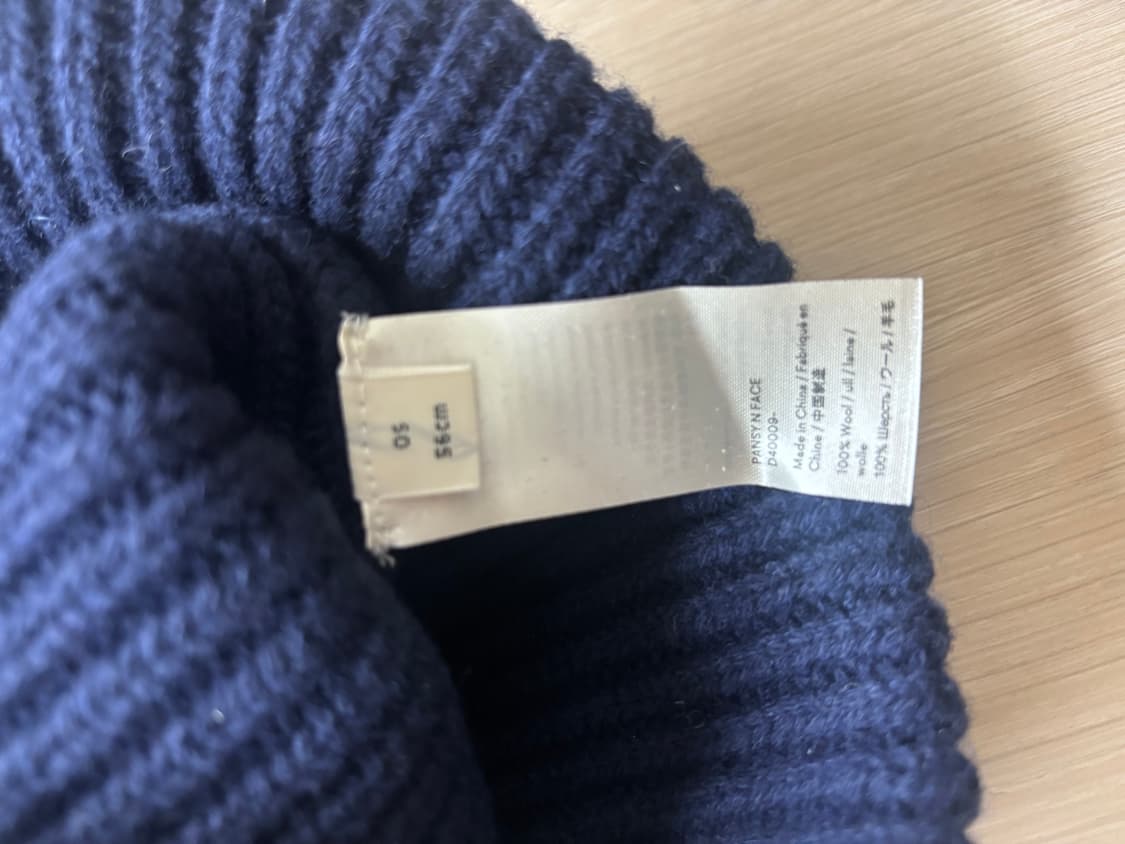 OS
56cm
PANSY N FACE
D40009-
Made in China / Fabriqué en
Chine / 中国制造
100% Wool / ull / laine /
wolle
100% Шерсть / ウール / 羊毛